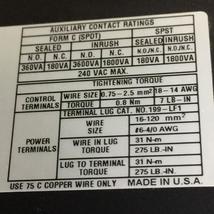 AUXILIARY CONTACT RATINGS
FORM C (SPDT) SPST
SEALED INRUSH SEALED INRUSH
N.O. N.C. N.O. N.C. N.O./N.C. N.O./N.C.
360VA 180VA 3600VA 1800VA 180VA 1800VA
240 VAC MAX.
TIGHTENING TORQUE
CONTROL TERMINALS WIRE SIZE 0.75-2.5 mm² 18-14 AWG
TORQUE 0.8 Nm 7 LB-IN
TERMINAL LUG CAT. NO. 199-LF1
POWER TERMINALS WIRE SIZE 16-120 mm²
#6-4/0 AWG
WIRE IN LUG TORQUE 31 N-m
275 LB.-IN
LUG TO TERMINAL TORQUE 31 N-m
275 LB.-IN
USE 75 C COPPER WIRE ONLY MADE IN U.S.A.